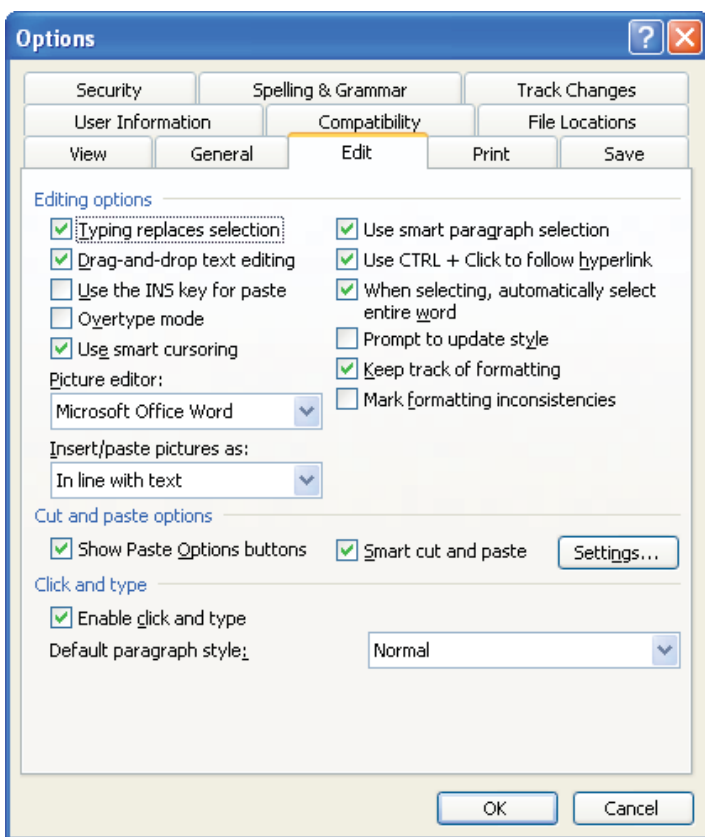 Options
Security
Spelling & Grammar
Track Changes
User Information
Compatibility
File Locations
View
General
Edit
Print
Save
Editing options
Typing replaces selection
Drag-and-drop text editing
Use the INS key for paste
Overtype mode
Use smart cursoring
Picture editor:
Microsoft Office Word
Insert/paste pictures as:
In line with text
Use smart paragraph selection
Use CTRL + Click to follow hyperlink
When selecting, automatically select
entire word
Prompt to update style
Keep track of formatting
Mark formatting inconsistencies
Cut and paste options
Show Paste Options buttons
Smart cut and paste
Settings...
Click and type
Enable click and type
Default paragraph style:
Normal
OK
Cancel